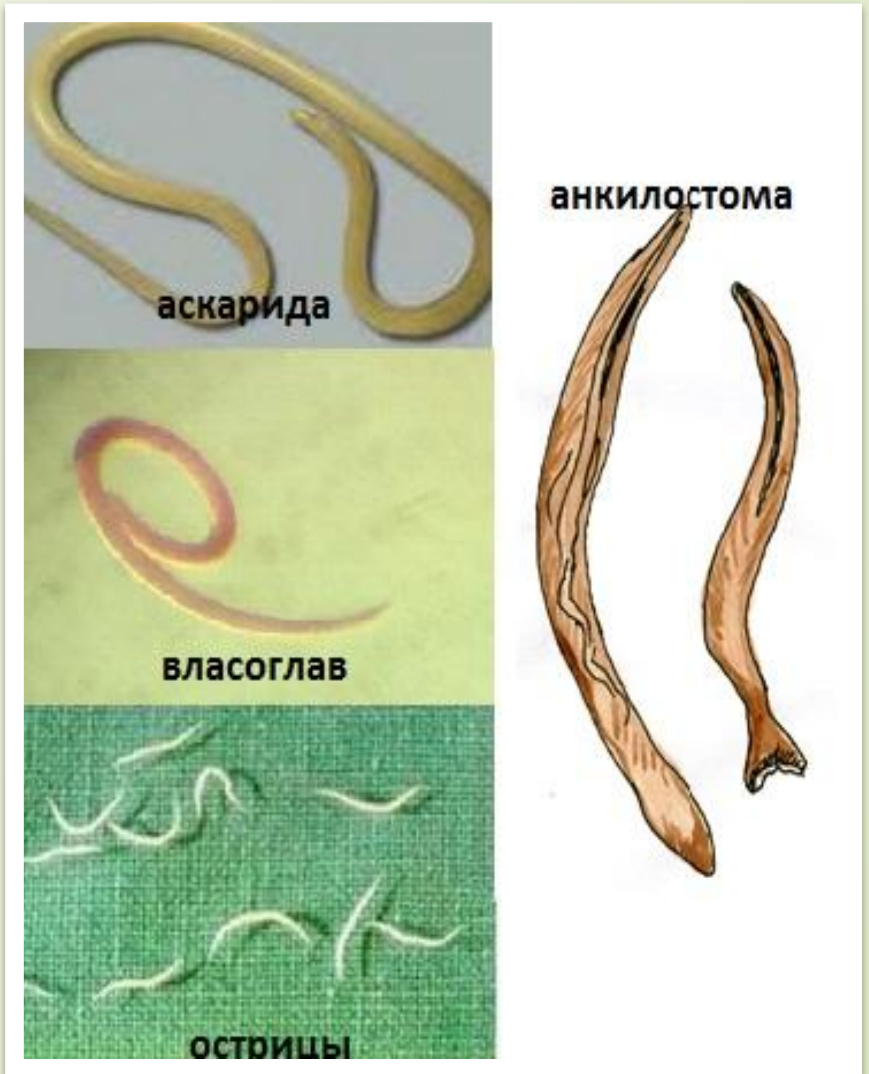 аскарида
власоглав
острицы
анкилостома